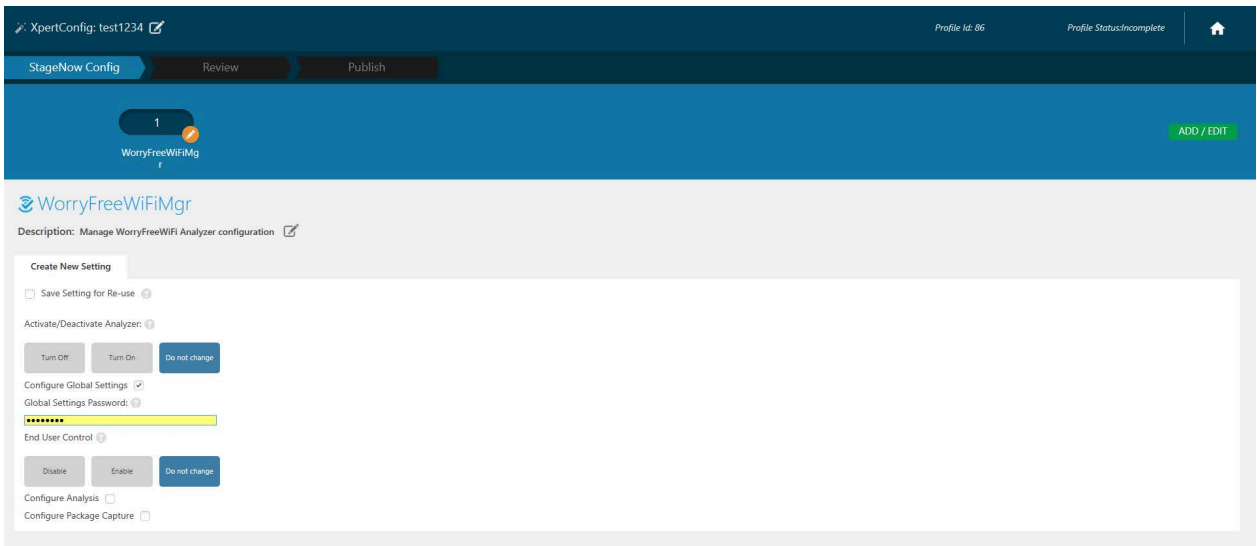 XpertConfig: test1234
Profile Id: 86
Profile Status:Incomplete
StageNow Config
Review
Publish
1
WorryFreeWiFiMg
r
ADD / EDIT
WorryFreeWiFiMgr
Description: Manage WorryFreeWiFi Analyzer configuration
Create New Setting
Save Setting for Re-use ?
Activate/Deactivate Analyzer: ?
Turn Off
Turn On
Do not change
Configure Global Settings
Global Settings Password: ?
••••••••
End User Control ?
Disable
Enable
Do not change
Configure Analysis
Configure Package Capture